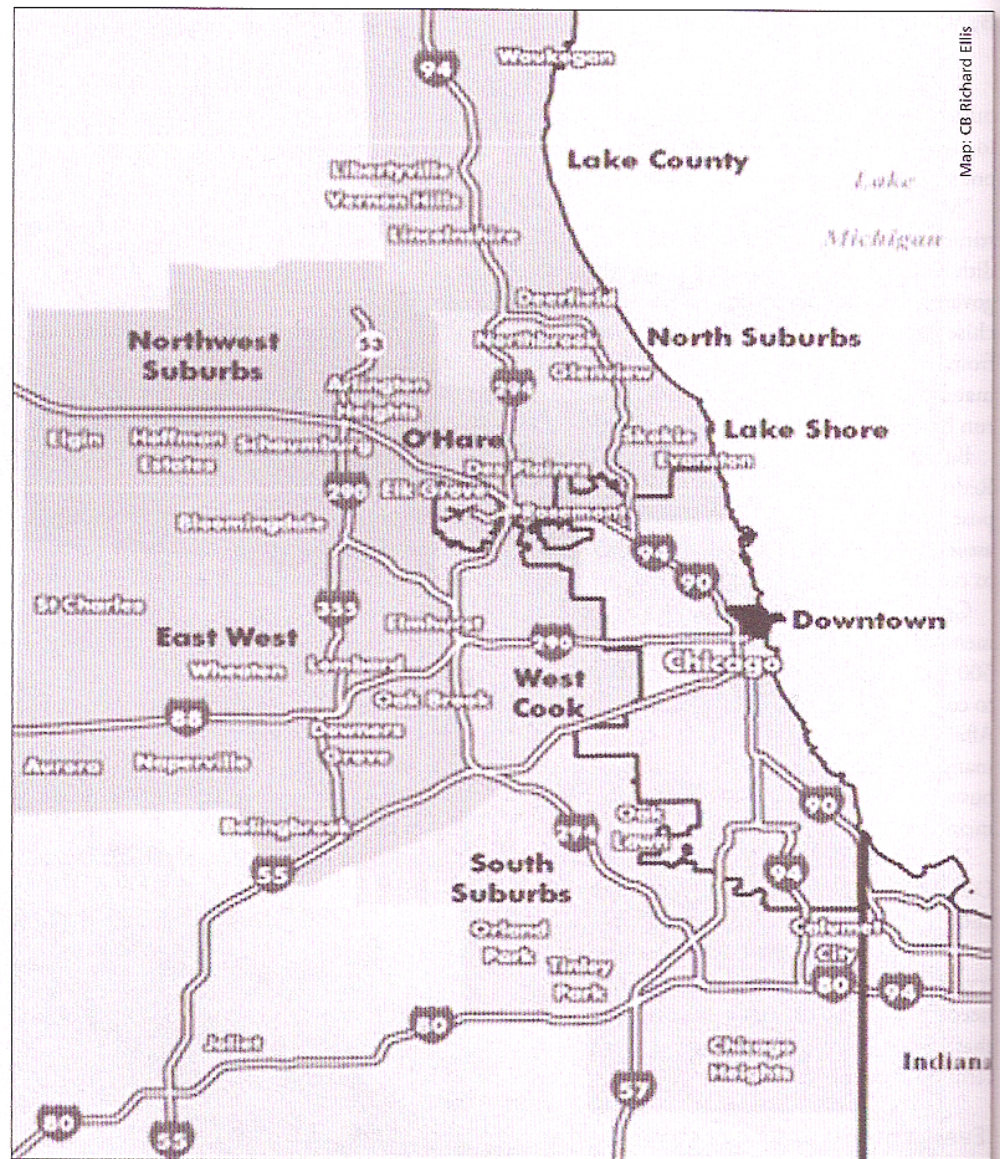 Map: CB Richard Ellis
94
Waukegan
Lake County
Lake
Michigan
Libertyville
Vernon Hills
Lincolnshire
Deerfield
Northwest
Suburbs
53
Northbrook
North Suburbs
Glenview
Arlington
Heights
Elgin
Hoffman
Estates
Schaumburg
O'Hare
Skokie
Lake Shore
Evanston
Des Plaines
290
Elk Grove
Rosemont
Bloomingdale
94
90
St Charles
355
Elmhurst
Downtown
East West
290
Wheaton
Lombard
Chicago
West
Cook
Oak Brook
88
Downers
Grove
Aurora
Naperville
90
Bolingbrook
Oak
Lawn
294
55
South
Suburbs
94
Orland
Park
Calumet
City
Tinley
Park
80
94
80
Joliet
Chicago
Heights
Indiana
57
80
55